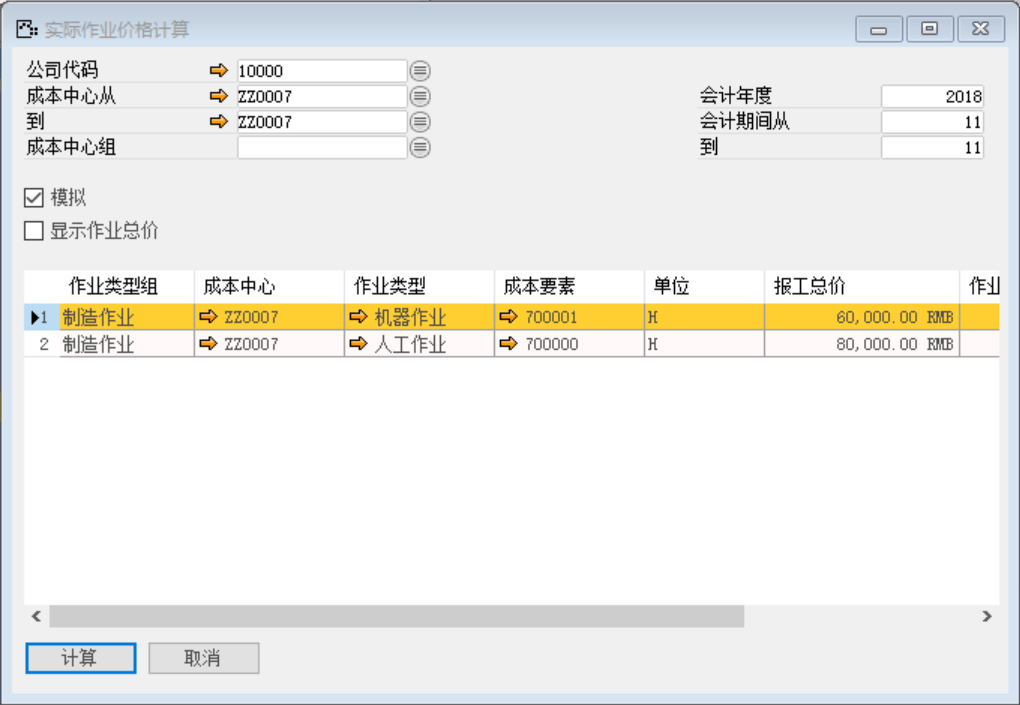 实际作业价格计算
公司代码 10000
成本中心从 ZZ0007 会计年度 2018
到 ZZ0007 会计期间从 11
成本中心组 到 11
模拟
显示作业总价
作业类型组 成本中心 作业类型 成本要素 单位 报工总价 作业
1 制造作业 ZZ0007 机器作业 700001 H 60,000.00 RMB
2 制造作业 ZZ0007 人工作业 700000 H 80,000.00 RMB
计算 取消